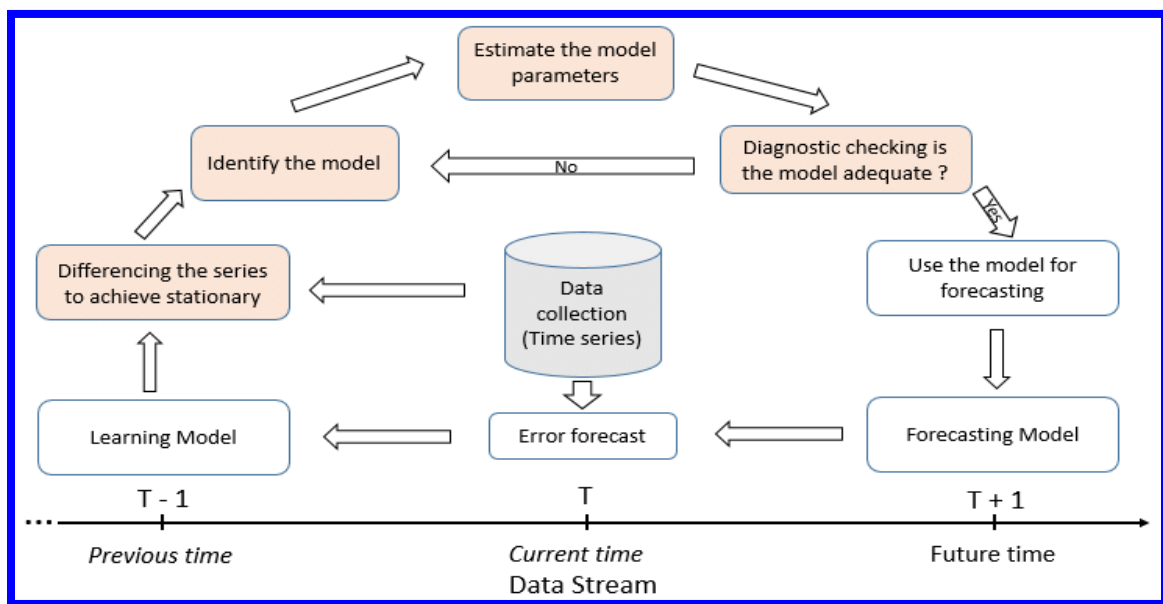 Estimate the model
parameters
Identify the model
No
Diagnostic checking is
the model adequate ?
Yes
Differencing the series
to achieve stationary
Data
collection
(Time series)
Use the model for
forecasting
Learning Model
Error forecast
Forecasting Model
T - 1
T
T + 1
...
Previous time
Current time
Future time
Data Stream